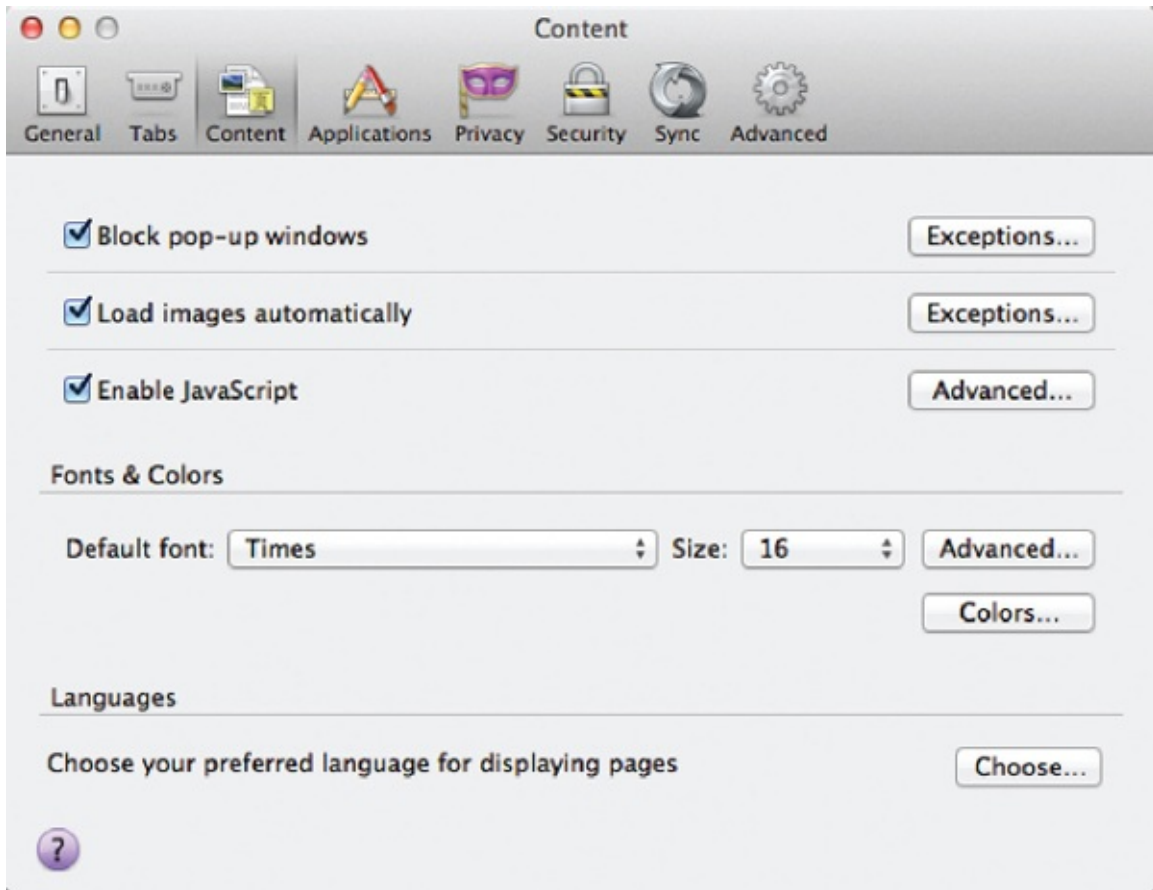 Content
General Tabs Content Applications Privacy Security Sync Advanced
Block pop-up windows Exceptions...
Load images automatically Exceptions...
Enable JavaScript Advanced...
Fonts & Colors
Default font: Times Size: 16 Advanced...
Colors...
Languages
Choose your preferred language for displaying pages Choose...
?